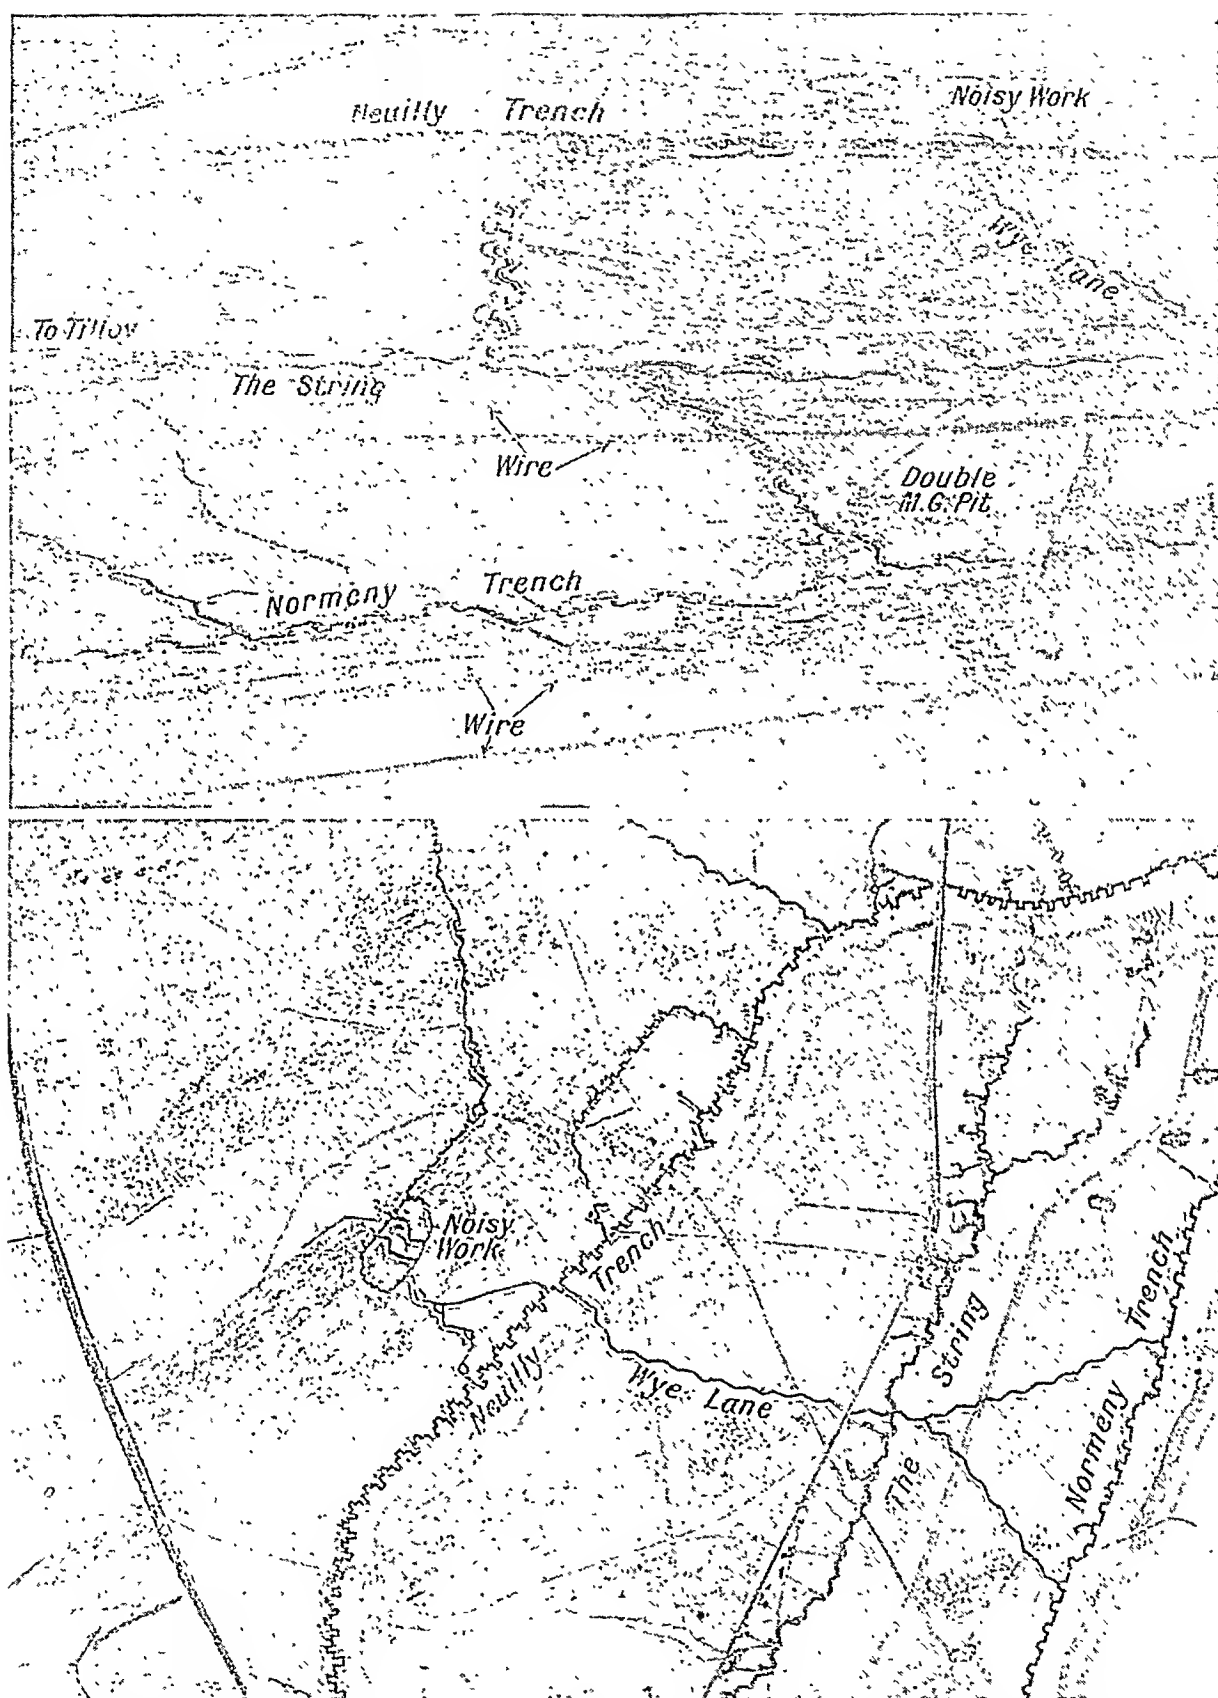 Neuilly Trench
Noisy Work
Wye Lane
To Tilloy
The String
Wire
Double
M.G. Pit
Normeny Trench
Wire
Noisy
Work
Neuilly Trench
Wye Lane
The String
Normeny Trench